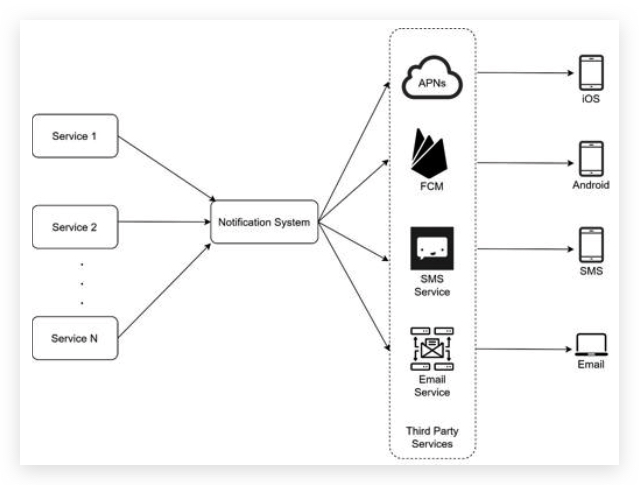 Service 1
Service 2
.
.
.
Service N
Notification System
APNs
FCM
SMS
Service
Email
Service
Third Party
Services
iOS
Android
SMS
Email